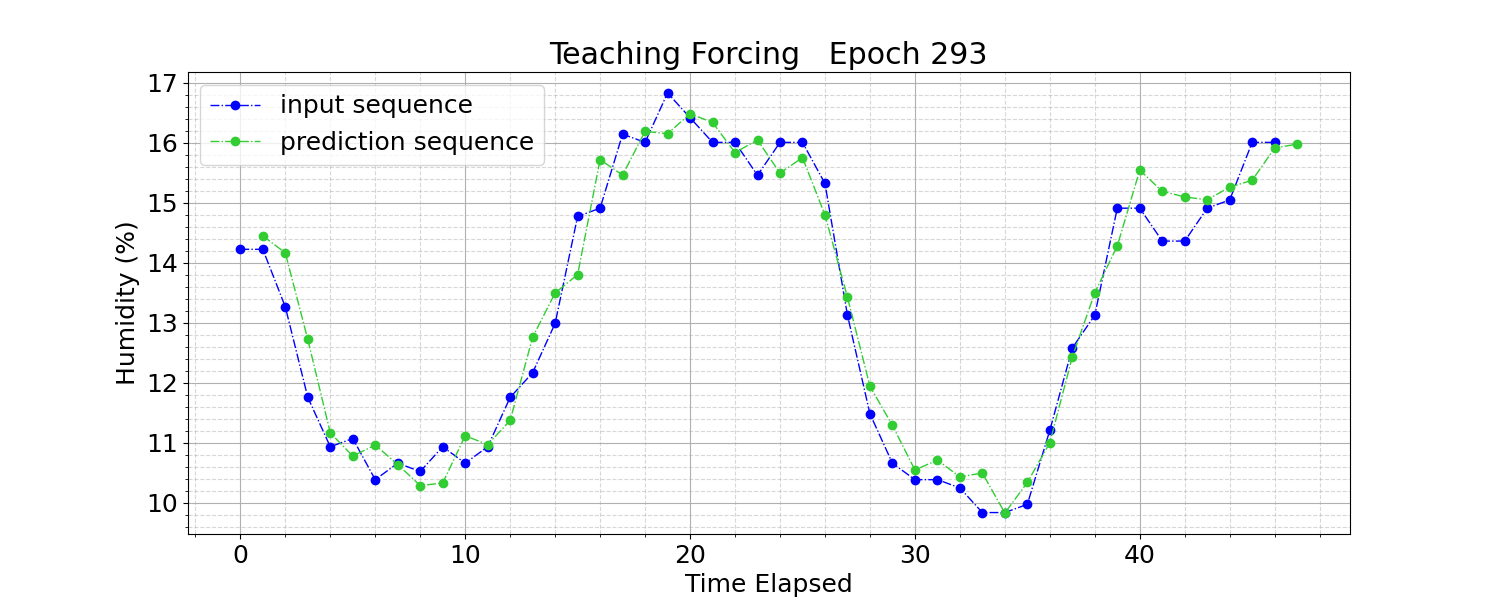 Teaching Forcing   Epoch 293
input sequence
prediction sequence
17
16
15
14
13
12
11
10
Humidity (%)
0 10 20 30 40
Time Elapsed